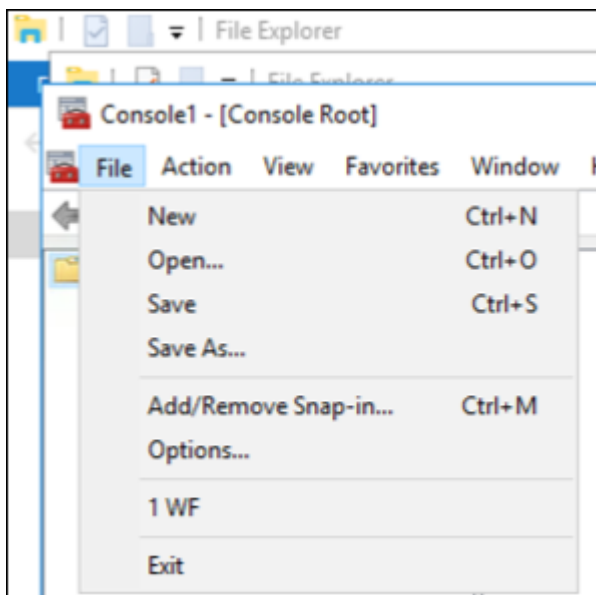 File Explorer
File Explorer
Console1 - [Console Root]
File Action View Favorites Window
New Ctrl+N
Open... Ctrl+O
Save Ctrl+S
Save As...
Add/Remove Snap-in... Ctrl+M
Options...
1 WF
Exit